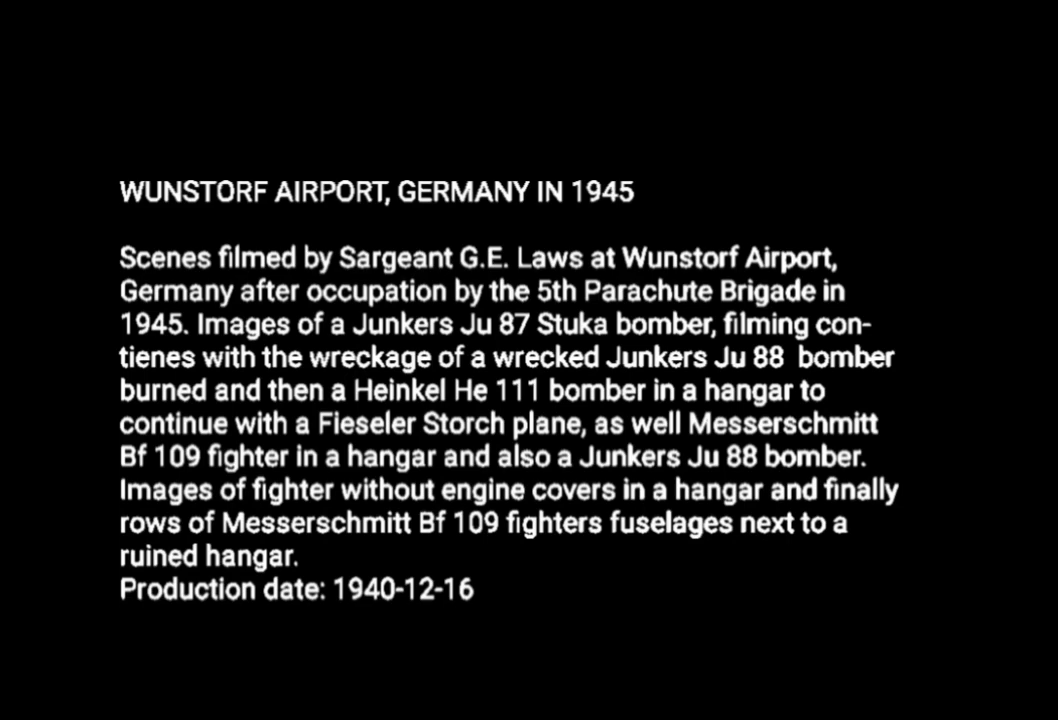 WUNSTORF AIRPORT, GERMANY IN 1945
Scenes filmed by Sargeant G.E. Laws at Wunstorf Airport,
Germany after occupation by the 5th Parachute Brigade in
1945. Images of a Junkers Ju 87 Stuka bomber, filming con-
tienes with the wreckage of a wrecked Junkers Ju 88  bomber
burned and then a Heinkel He 111 bomber in a hangar to
continue with a Fieseler Storch plane, as well Messerschmitt
Bf 109 fighter in a hangar and also a Junkers Ju 88 bomber.
Images of fighter without engine covers in a hangar and finally
rows of Messerschmitt Bf 109 fighters fuselages next to a
ruined hangar.
Production date: 1940-12-16